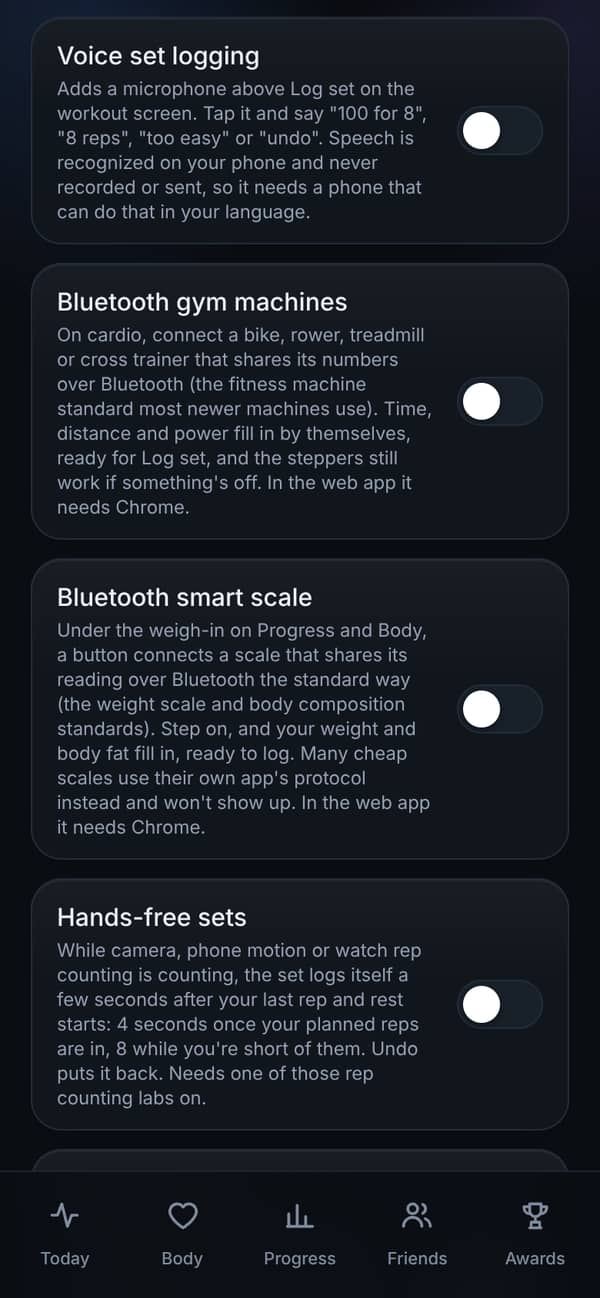 Voice set logging
Adds a microphone above Log set on the
workout screen. Tap it and say "100 for 8",
"8 reps", "too easy" or "undo". Speech is
recognized on your phone and never
recorded or sent, so it needs a phone that
can do that in your language.
Bluetooth gym machines
On cardio, connect a bike, rower, treadmill
or cross trainer that shares its numbers
over Bluetooth (the fitness machine
standard most newer machines use). Time,
distance and power fill in by themselves,
ready for Log set, and the steppers still
work if something's off. In the web app it
needs Chrome.
Bluetooth smart scale
Under the weigh-in on Progress and Body,
a button connects a scale that shares its
reading over Bluetooth the standard way
(the weight scale and body composition
standards). Step on, and your weight and
body fat fill in, ready to log. Many cheap
scales use their own app's protocol
instead and won't show up. In the web app
it needs Chrome.
Hands-free sets
While camera, phone motion or watch rep
counting is counting, the set logs itself a
few seconds after your last rep and rest
starts: 4 seconds once your planned reps
are in, 8 while you're short of them. Undo
puts it back. Needs one of those rep
counting labs on.
Today Body Progress Friends Awards